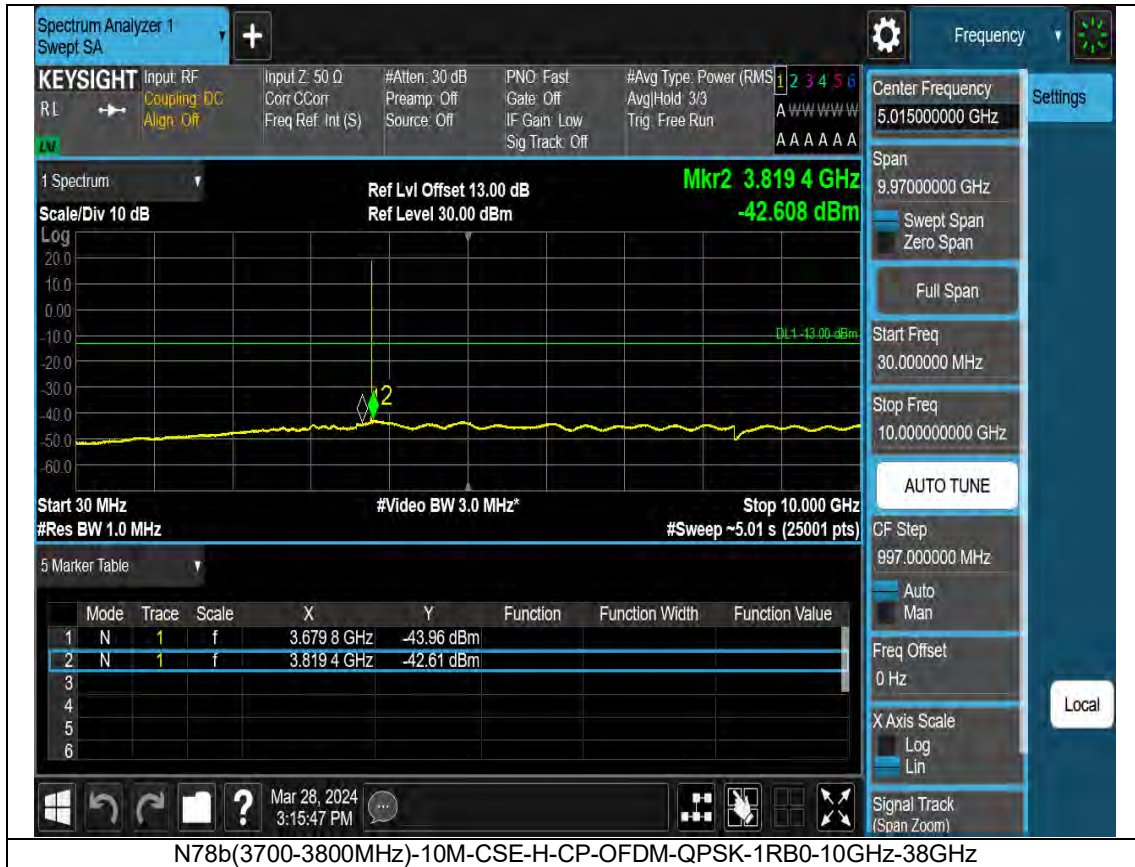 Spectrum Analyzer 1
Swept SA
+
Frequency
KEYSIGHT
RL
Input: RF
Coupling: DC
Align: Off
Input Z: 50 Ω
Corr CCorr
Freq Ref: Int (S)
#Atten: 30 dB
Preamp: Off
Source: Off
PNO: Fast
Gate: Off
IF Gain: Low
Sig Track: Off
#Avg Type: Power (RMS
Avg|Hold: 3/3
Trig: Free Run
1 2 3 4 5 6
A W W W W W
A A A A A A
1 Spectrum
Scale/Div 10 dB
Log
Ref Lvl Offset 13.00 dB
Ref Level 30.00 dBm
Mkr2 3.819 4 GHz
-42.608 dBm
20.0
10.0
0.00
-10.0
-20.0
-30.0
-40.0
-50.0
-60.0
DL1 -13.00 dBm
2
Start 30 MHz
#Res BW 1.0 MHz
#Video BW 3.0 MHz*
Stop 10.000 GHz
#Sweep ~5.01 s (25001 pts)
5 Marker Table
Mode Trace Scale X Y Function Function Width Function Value
1 N 1 f 3.679 8 GHz -43.96 dBm
2 N 1 f 3.819 4 GHz -42.61 dBm
3
4
5
6
Mar 28, 2024
3:15:47 PM
Center Frequency
5.015000000 GHz
Settings
Span
9.97000000 GHz
Swept Span
Zero Span
Full Span
Start Freq
30.000000 MHz
Stop Freq
10.000000000 GHz
AUTO TUNE
CF Step
997.000000 MHz
Auto
Man
Freq Offset
0 Hz
X Axis Scale
Log
Lin
Signal Track
(Span Zoom)
Local
N78b(3700-3800MHz)-10M-CSE-H-CP-OFDM-QPSK-1RB0-10GHz-38GHz